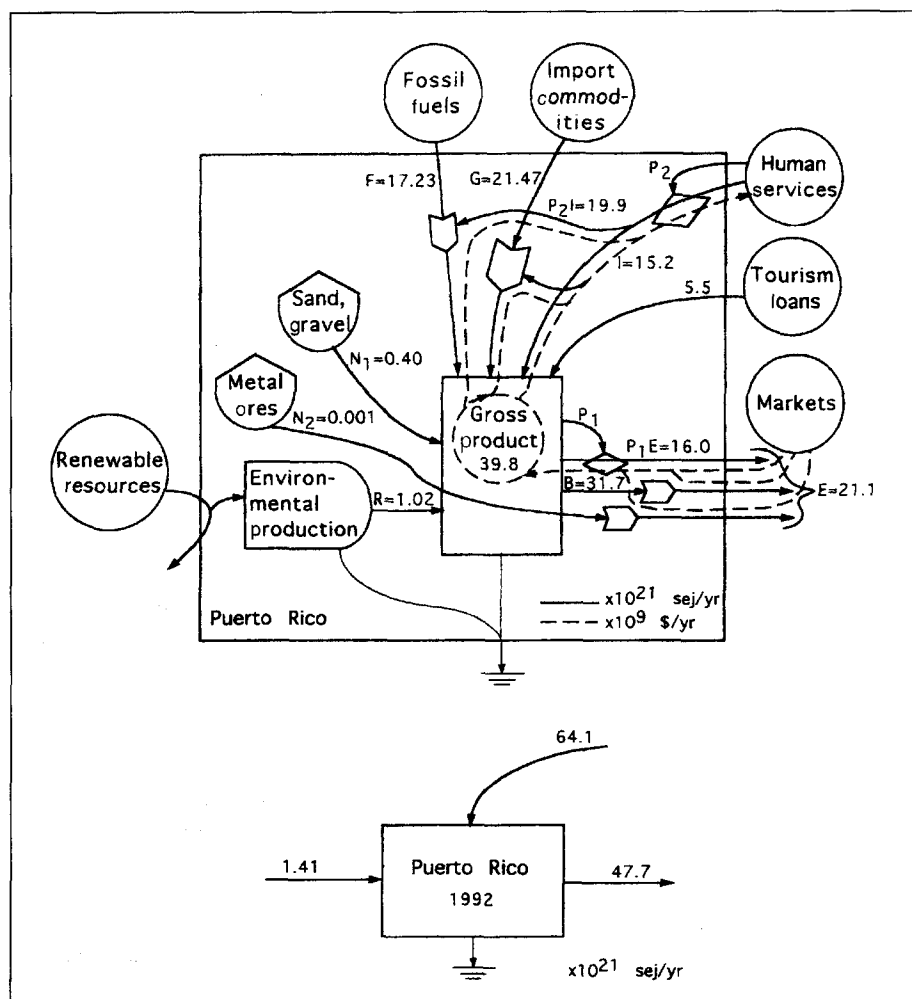 Fossil
fuels
Import
commod-
ities
Human
services
F=17.23
G=21.47
P2
P2I=19.9
I=15.2
Tourism
loans
5.5
Sand,
gravel
N1=0.40
Metal
ores
N2=0.001
Markets
Gross
product
39.8
P1
P1E=16.0
B=31.7
E=21.1
Renewable
resources
Environ-
mental
production
R=1.02
x10^21 sej/yr
x10^9 $/yr
Puerto Rico
64.1
1.41
Puerto Rico
1992
47.7
x10^21 sej/yr